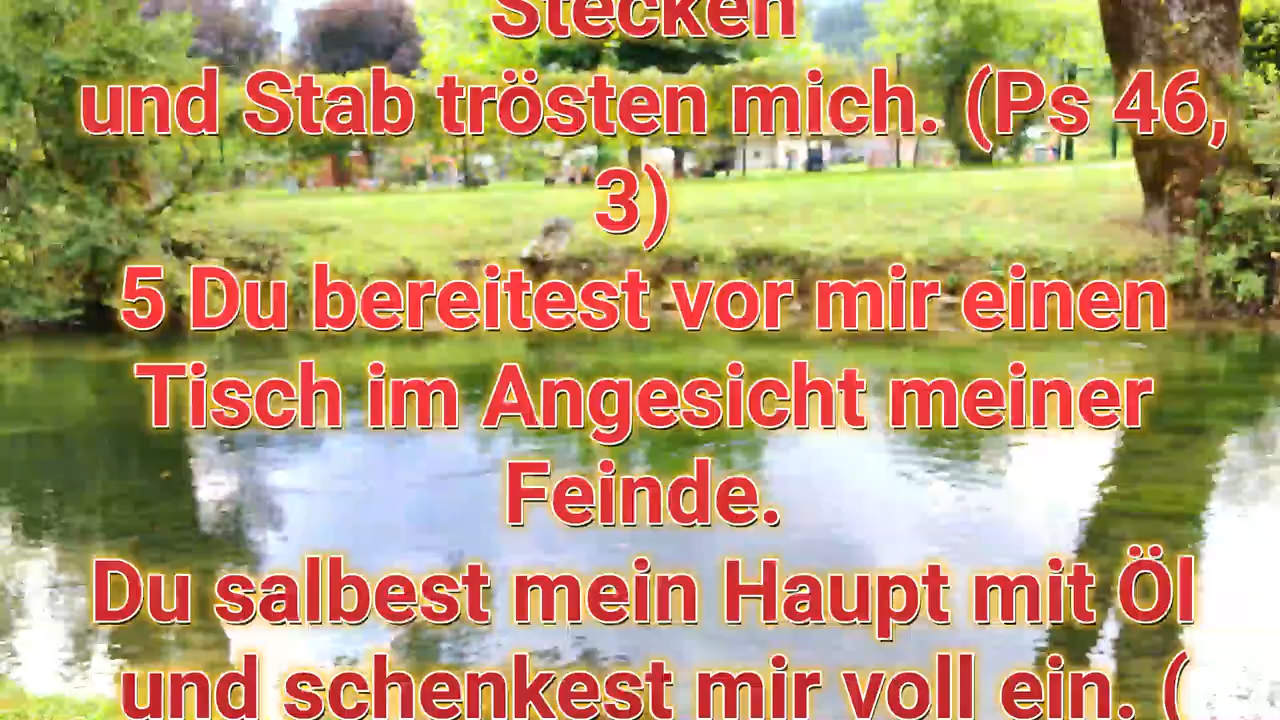 Stecken
und Stab trösten mich. (Ps 46,
3)
5 Du bereitest vor mir einen
Tisch im Angesicht meiner
Feinde.
Du salbest mein Haupt mit Öl
und schenkest mir voll ein. (